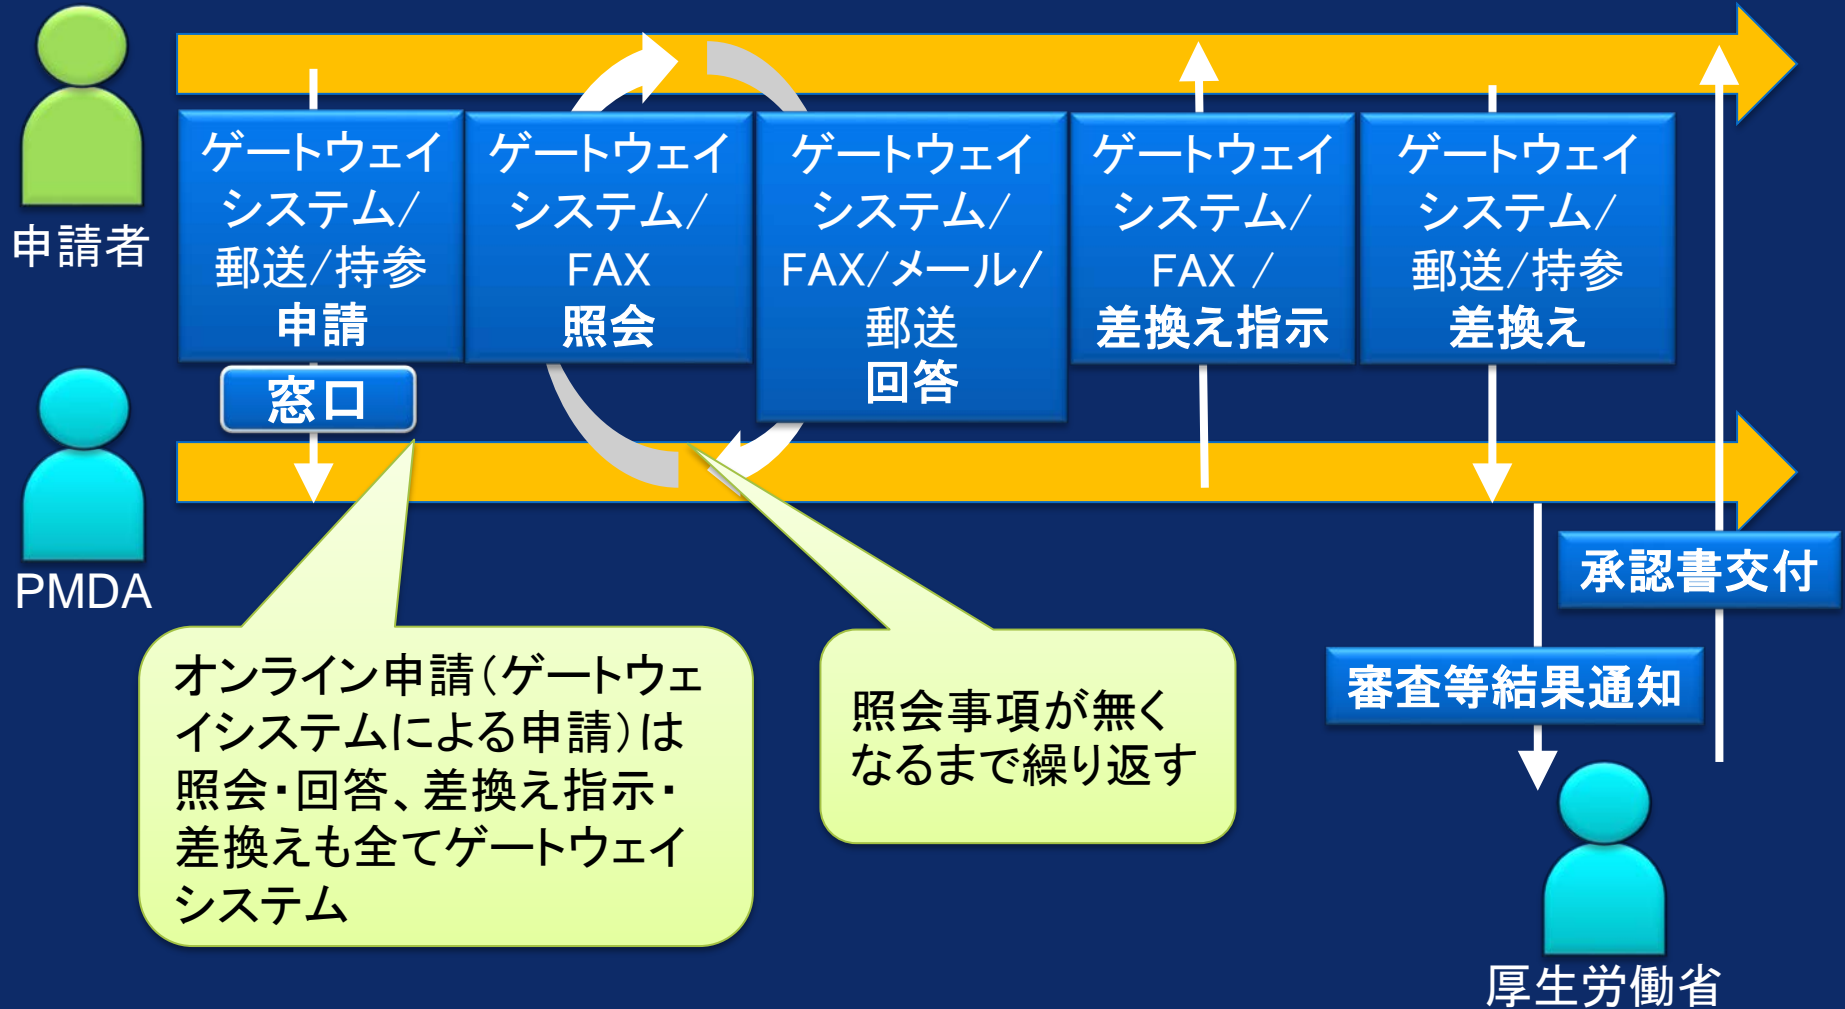 申請者
ゲートウェイ
システム/
郵送/持参
申請
窓口
ゲートウェイ
システム/
FAX
照会
ゲートウェイ
システム/
FAX/メール/
郵送
回答
ゲートウェイ
システム/
FAX /
差換え指示
ゲートウェイ
システム/
郵送/持参
差換え
PMDA
承認書交付
審査等結果通知
オンライン申請(ゲートウェ
イシステムによる申請)は
照会・回答、差換え指示・
差換えも全てゲートウェイ
システム
照会事項が無く
なるまで繰り返す
厚生労働省